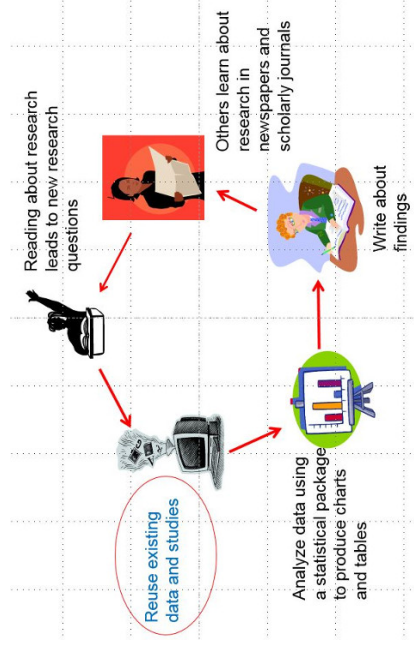 Reading about research
leads to new research
questions
Others learn about
research in
newspapers and
scholarly journals
Reuse existing
data and studies
Analyze data using
a statistical package
to produce charts
and tables
Write about
findings